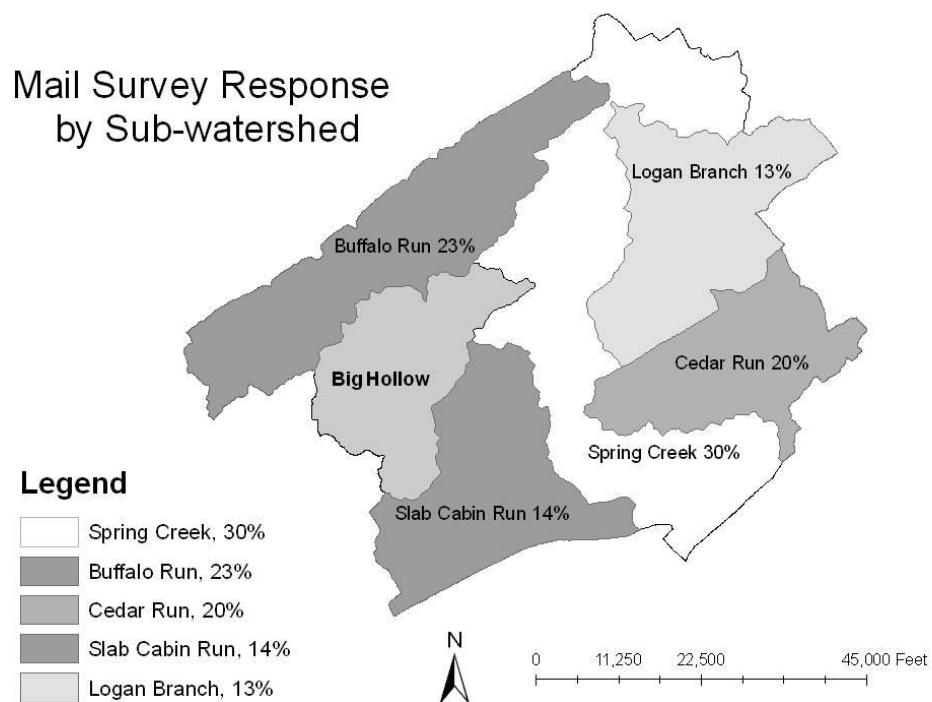 Mail Survey Response
by Sub-watershed
Logan Branch 13%
Buffalo Run 23%
Cedar Run 20%
Big Hollow
Spring Creek 30%
Slab Cabin Run 14%
Legend
Spring Creek, 30%
Buffalo Run, 23%
Cedar Run, 20%
Slab Cabin Run, 14%
Logan Branch, 13%
N
0 11,250 22,500 45,000 Feet